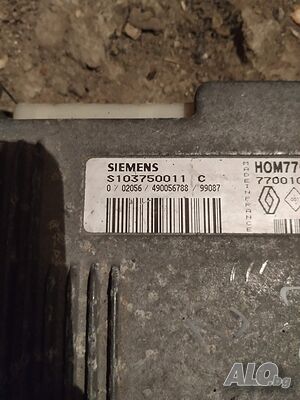 SIEMENS
S103750011 C
0 / 02056 / 490056788 / 99087
MADE IN FRANCE
HOM77
77001
ALO.bg